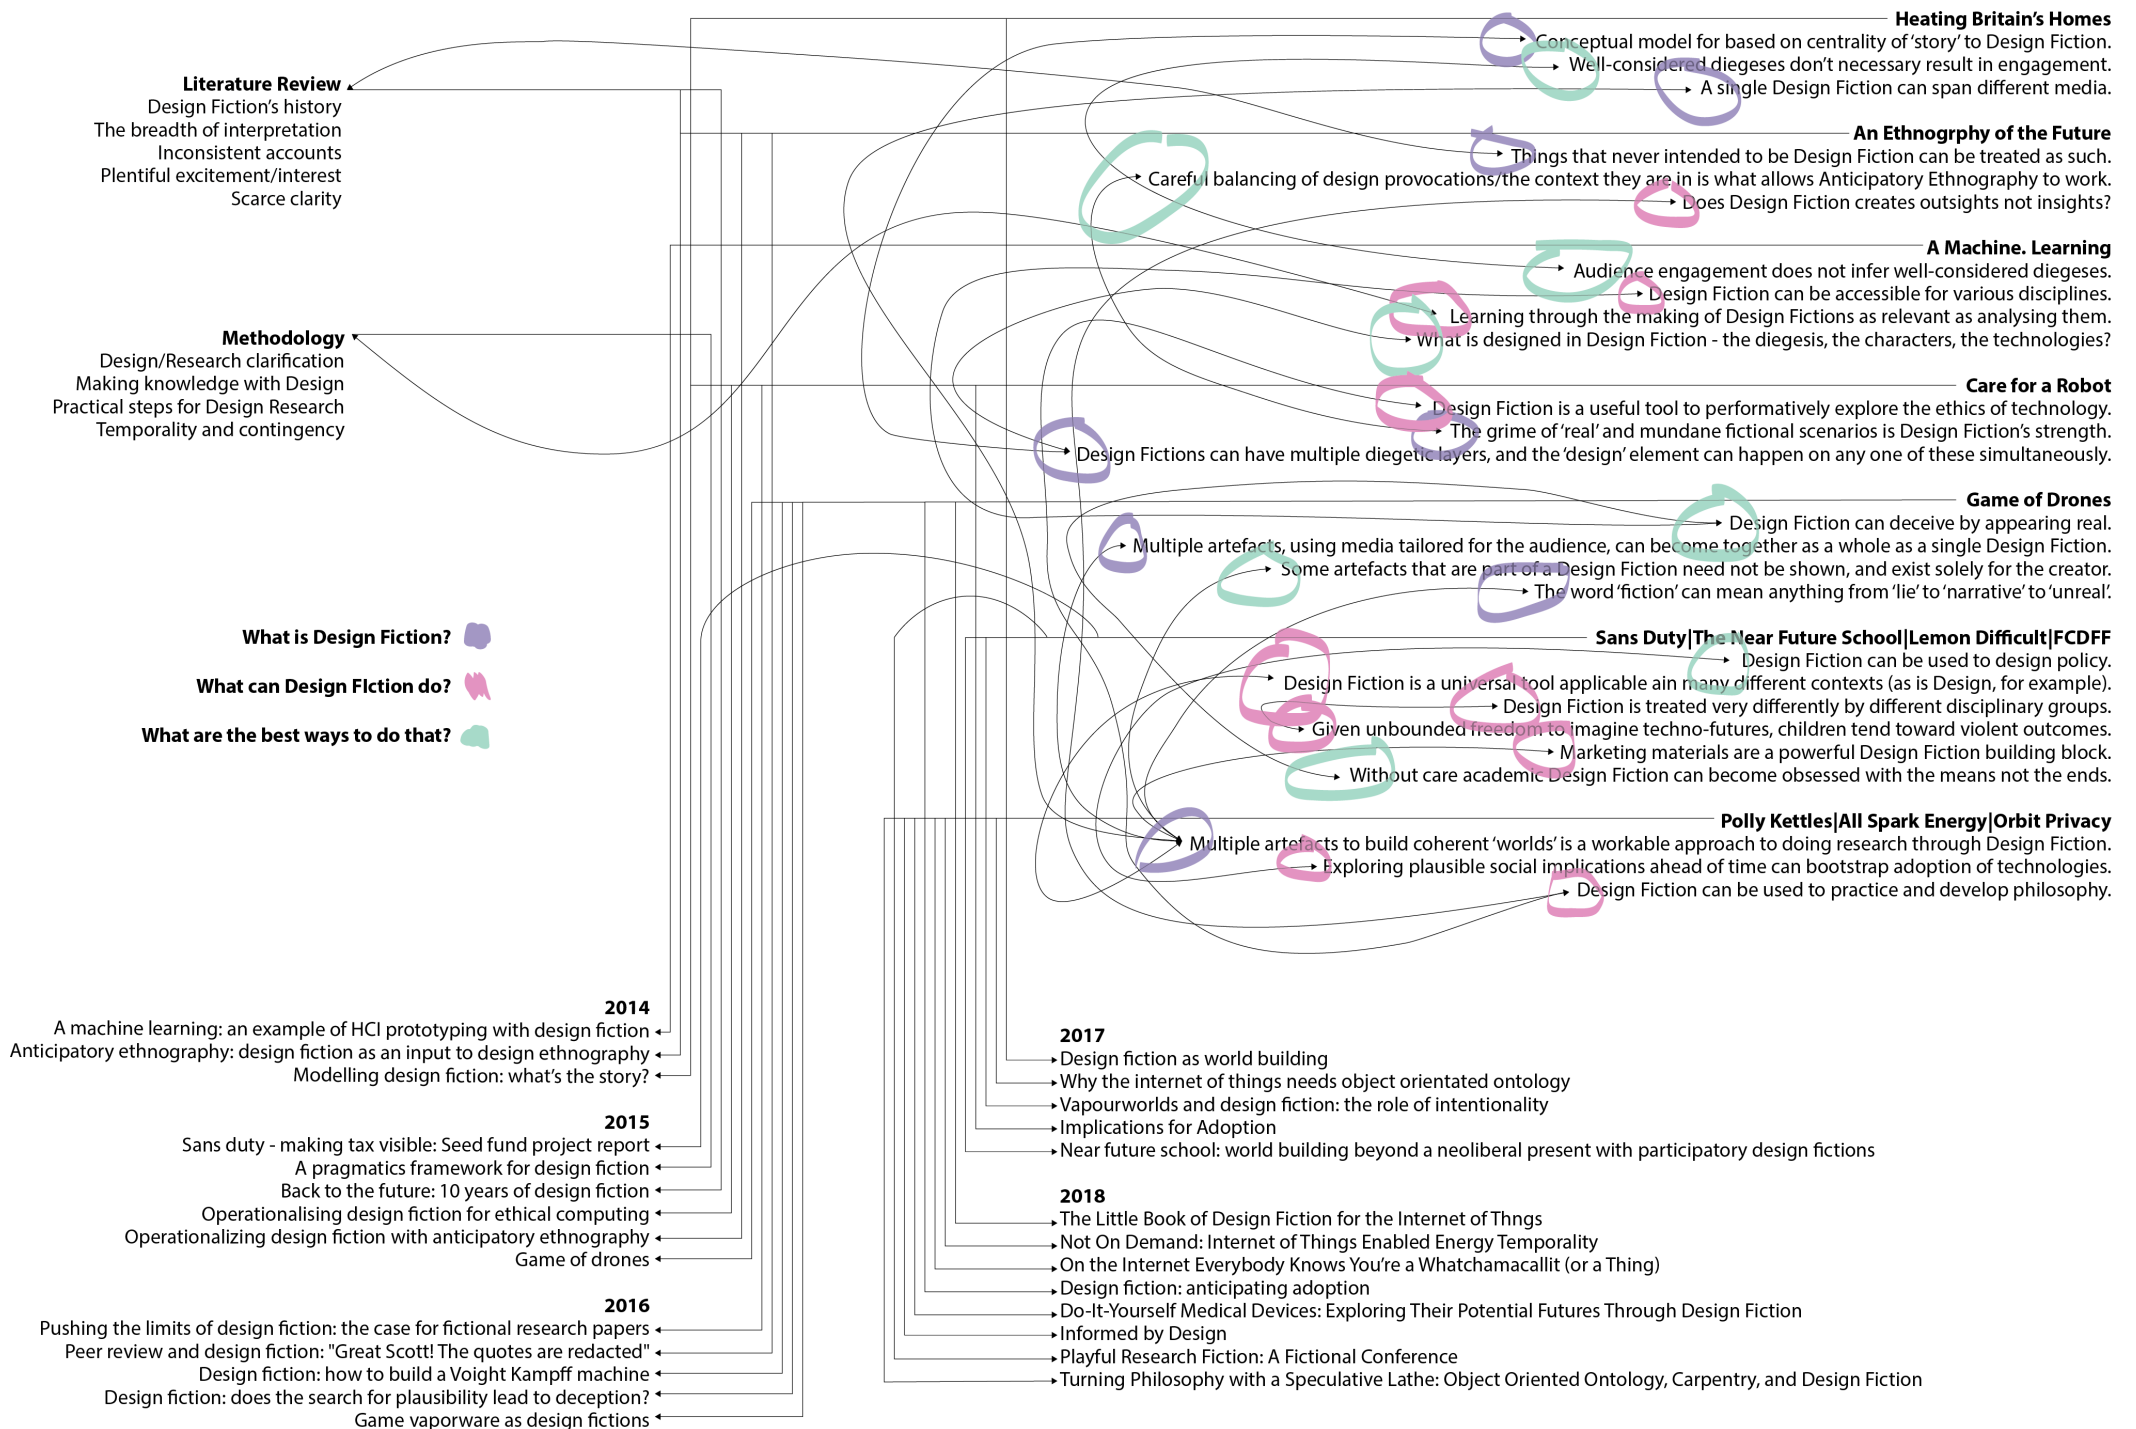 Literature Review
Design Fiction’s history
The breadth of interpretation
Inconsistent accounts
Plentiful excitement/interest
Scarce clarity
Methodology
Design/Research clarification
Making knowledge with Design
Practical steps for Design Research
Temporality and contingency
What is Design Fiction?
What can Design FIction do?
What are the best ways to do that?
Heating Britain’s Homes
Conceptual model for based on centrality of ‘story’ to Design Fiction.
Well-considered diegeses don’t necessary result in engagement.
A single Design Fiction can span different media.
An Ethnogrphy of the Future
Things that never intended to be Design Fiction can be treated as such.
Careful balancing of design provocations/the context they are in is what allows Anticipatory Ethnography to work.
Does Design Fiction creates outsights not insights?
A Machine. Learning
Audience engagement does not infer well-considered diegeses.
Design Fiction can be accessible for various disciplines.
Learning through the making of Design Fictions as relevant as analysing them.
What is designed in Design Fiction - the diegesis, the characters, the technologies?
Care for a Robot
Design Fiction is a useful tool to performatively explore the ethics of technology.
The grime of ‘real’ and mundane fictional scenarios is Design Fiction’s strength.
Design Fictions can have multiple diegetic layers, and the ‘design’ element can happen on any one of these simultaneously.
Game of Drones
Design Fiction can deceive by appearing real.
Multiple artefacts, using media tailored for the audience, can become together as a whole as a single Design Fiction.
Some artefacts that are part of a Design Fiction need not be shown, and exist solely for the creator.
The word ‘fiction’ can mean anything from ‘lie’ to ‘narrative’ to ‘unreal’.
Sans Duty|The Near Future School|Lemon Difficult|FCDFF
Design Fiction can be used to design policy.
Design Fiction is a universal tool applicable ain many different contexts (as is Design, for example).
Design Fiction is treated very differently by different disciplinary groups.
Given unbounded freedom to imagine techno-futures, children tend toward violent outcomes.
Marketing materials are a powerful Design Fiction building block.
Without care academic Design Fiction can become obsessed with the means not the ends.
Polly Kettles|All Spark Energy|Orbit Privacy
Multiple artefacts to build coherent ‘worlds’ is a workable approach to doing research through Design Fiction.
Exploring plausible social implications ahead of time can bootstrap adoption of technologies.
Design Fiction can be used to practice and develop philosophy.
2014
A machine learning: an example of HCI prototyping with design fiction
Anticipatory ethnography: design fiction as an input to design ethnography
Modelling design fiction: what’s the story?
2015
Sans duty - making tax visible: Seed fund project report
A pragmatics framework for design fiction
Back to the future: 10 years of design fiction
Operationalising design fiction for ethical computing
Operationalizing design fiction with anticipatory ethnography
Game of drones
2016
Pushing the limits of design fiction: the case for fictional research papers
Peer review and design fiction: "Great Scott! The quotes are redacted"
Design fiction: how to build a Voight Kampff machine
Design fiction: does the search for plausibility lead to deception?
Game vaporware as design fictions
2017
Design fiction as world building
Why the internet of things needs object orientated ontology
Vapourworlds and design fiction: the role of intentionality
Implications for Adoption
Near future school: world building beyond a neoliberal present with participatory design fictions
2018
The Little Book of Design Fiction for the Internet of Thngs
Not On Demand: Internet of Things Enabled Energy Temporality
On the Internet Everybody Knows You’re a Whatchamacallit (or a Thing)
Design fiction: anticipating adoption
Do-It-Yourself Medical Devices: Exploring Their Potential Futures Through Design Fiction
Informed by Design
Playful Research Fiction: A Fictional Conference
Turning Philosophy with a Speculative Lathe: Object Oriented Ontology, Carpentry, and Design Fiction